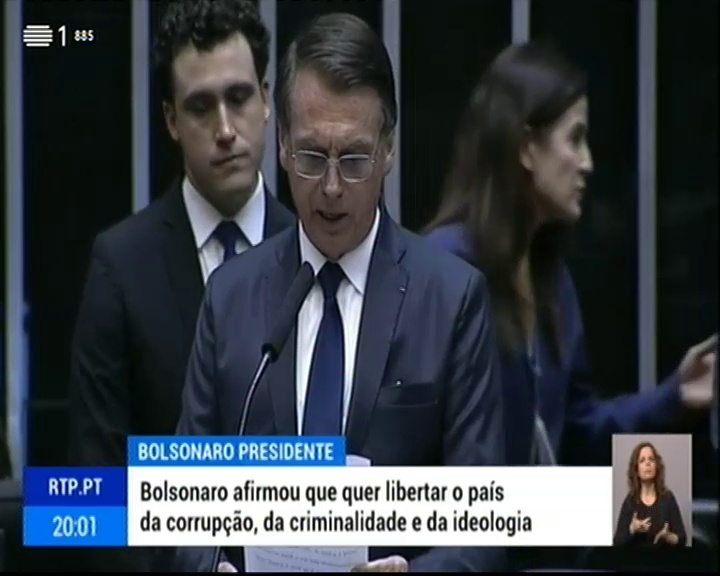 1 885
BOLSONARO PRESIDENTE
RTP.PT
Bolsonaro afirmou que quer libertar o país
da corrupção, da criminalidade e da ideologia
20:01